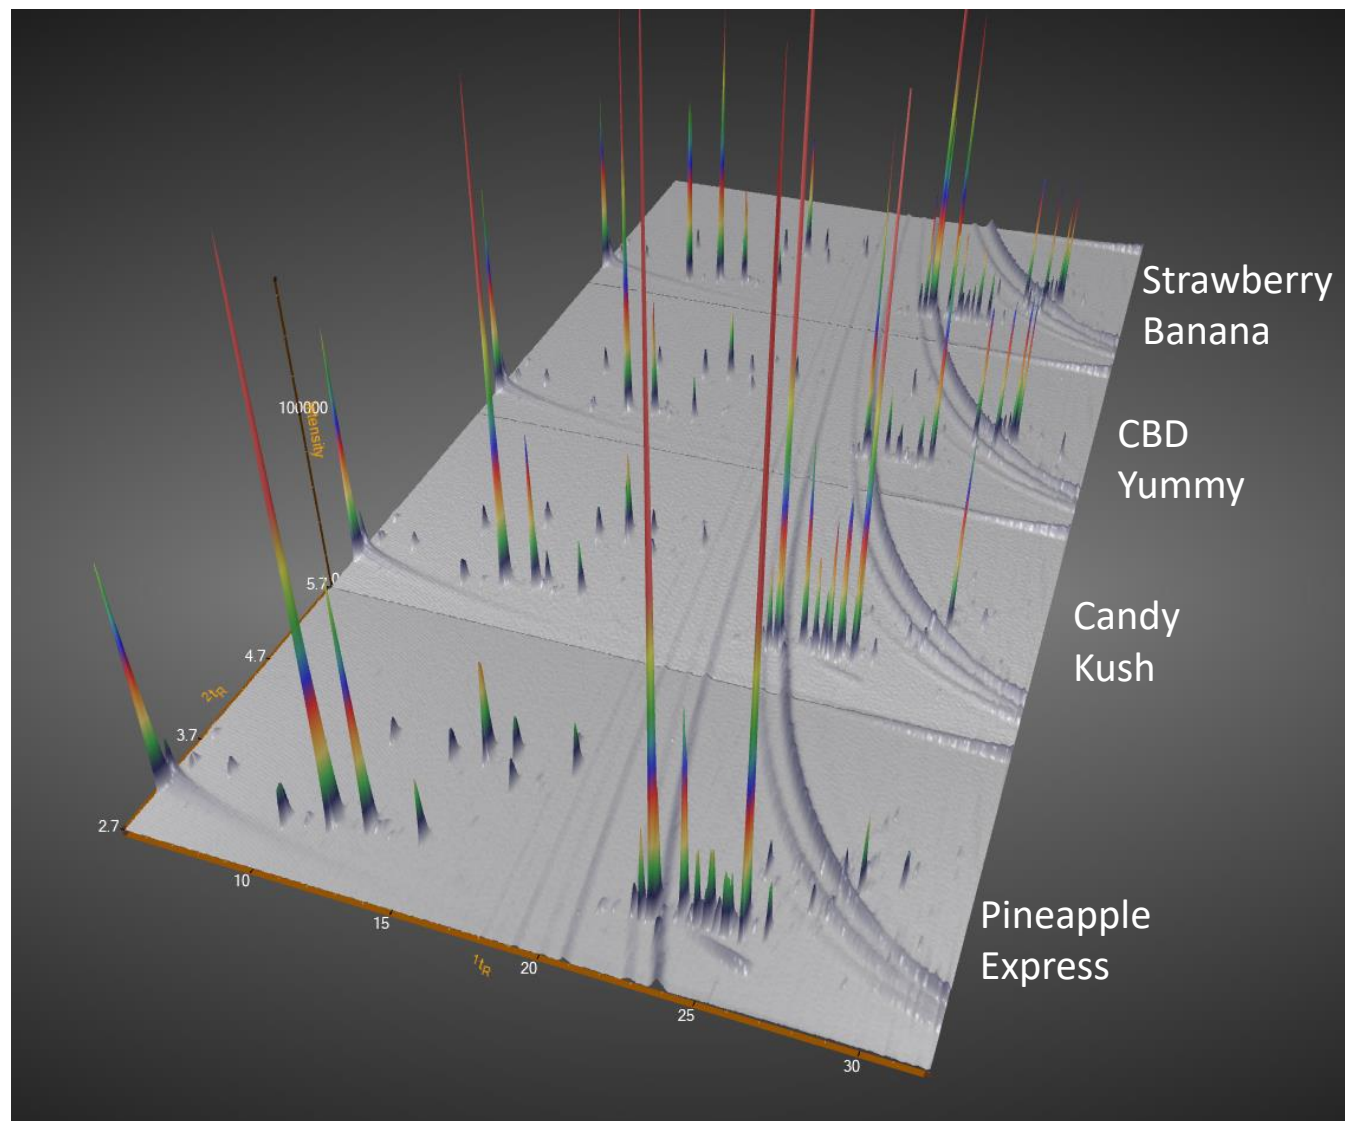 Strawberry
Banana
CBD
Yummy
Candy
Kush
Pineapple
Express
100000
5.7
0
4.7
2tR
3.7
2.7
10
15
1tR
20
25
30